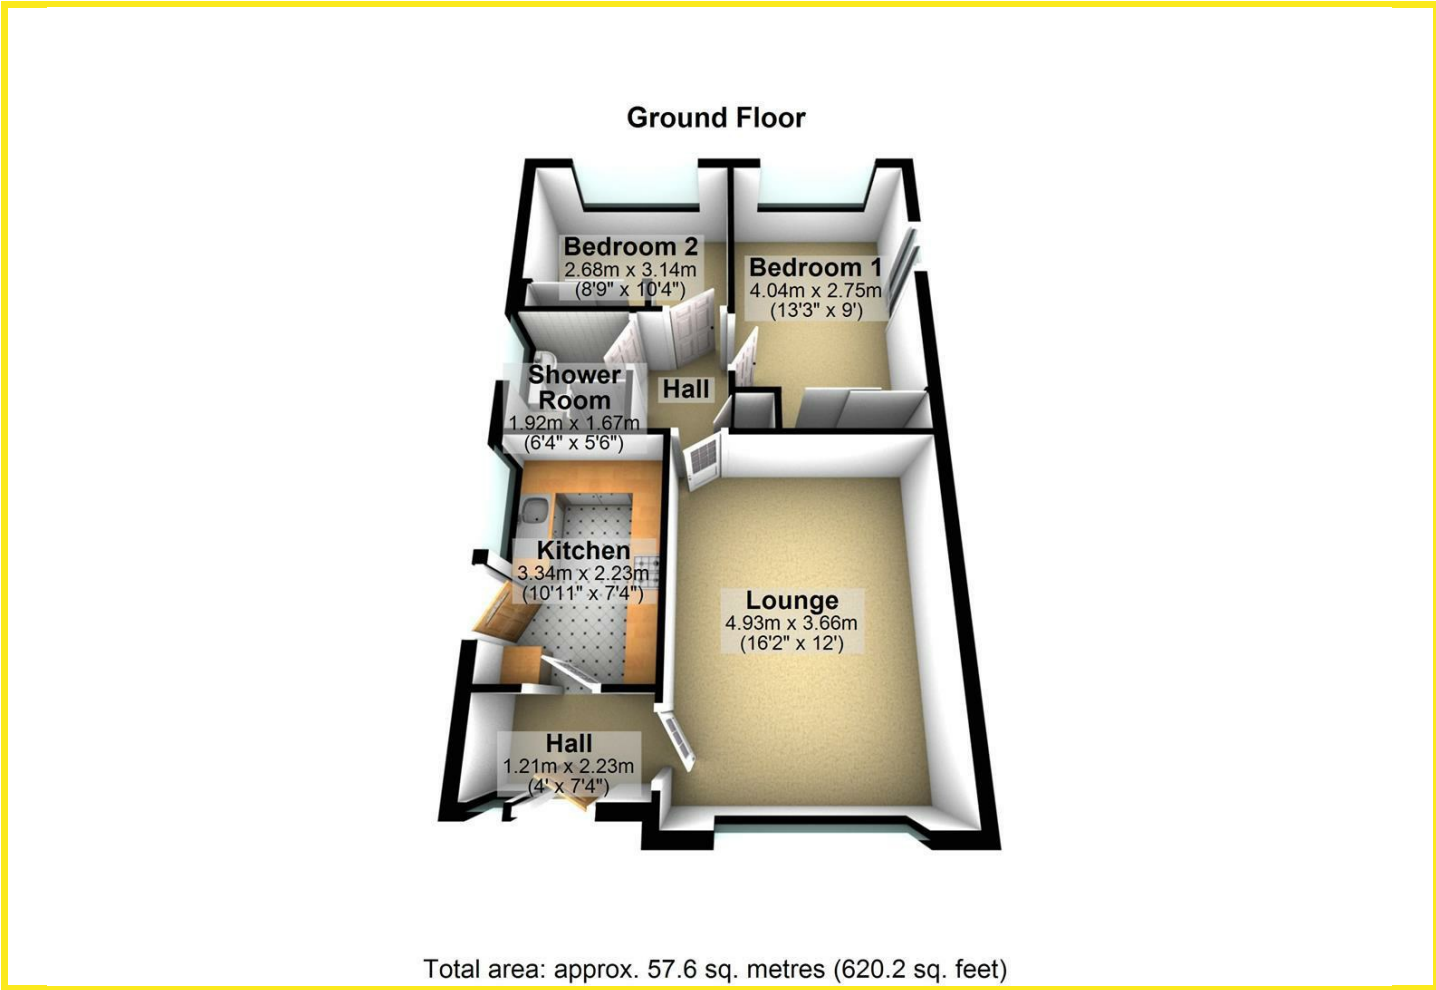 Ground Floor
Bedroom 2
2.68m x 3.14m
(8'9" x 10'4")
Bedroom 1
4.04m x 2.75m
(13'3" x 9')
Shower
Room
1.92m x 1.67m
(6'4" x 5'6")
Hall
Kitchen
3.34m x 2.23m
(10'11" x 7'4")
Lounge
4.93m x 3.66m
(16'2" x 12')
Hall
1.21m x 2.23m
(4' x 7'4")
Total area: approx. 57.6 sq. metres (620.2 sq. feet)